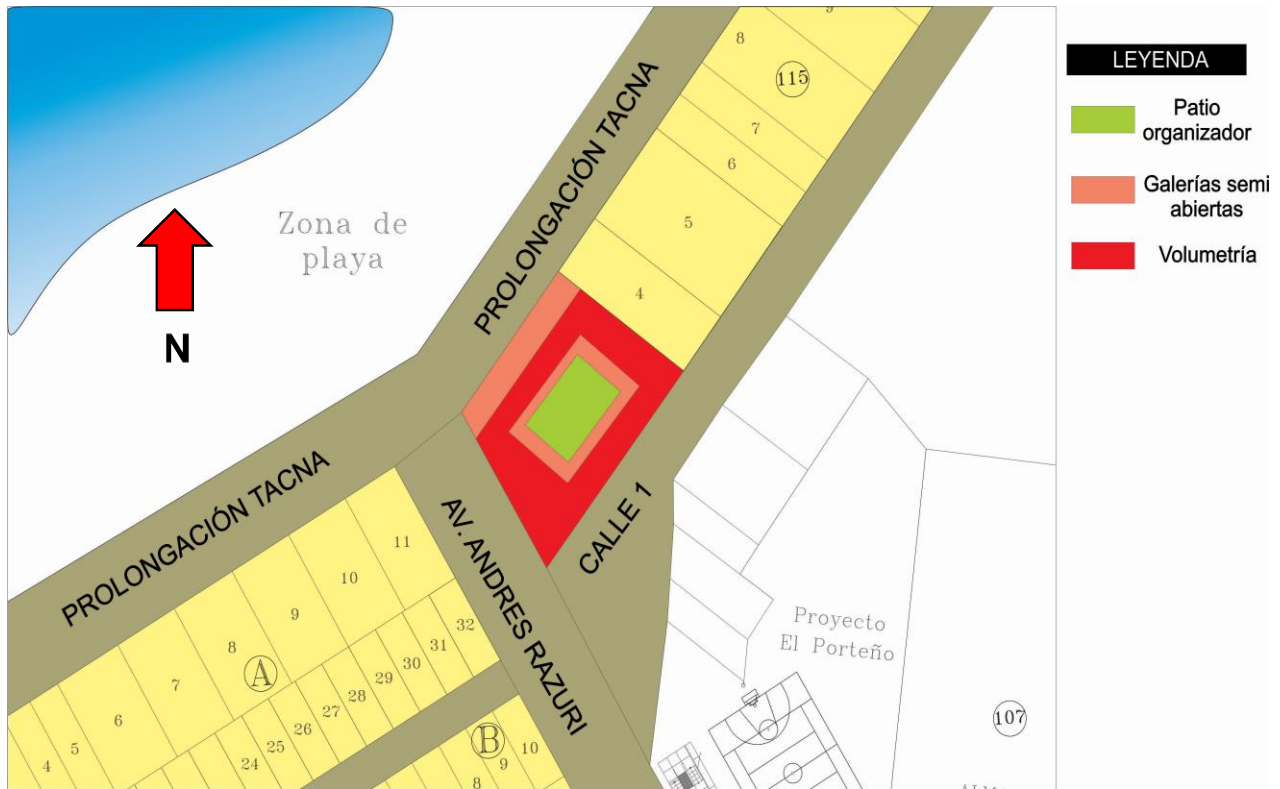 PROLONGACIÓN TACNA
9
8
115
7
6
5
4
Zona de
playa
N
PROLONGACIÓN TACNA
AV. ANDRES RAZURI
CALLE 1
11
10
9
8
7
6
5
4
A
32
31
30
29
28
27
26
25
24
B
10
9
8
Proyecto
El Porteño
107
LEYENDA
Patio
organizador
Galerías semi
abiertas
Volumetría